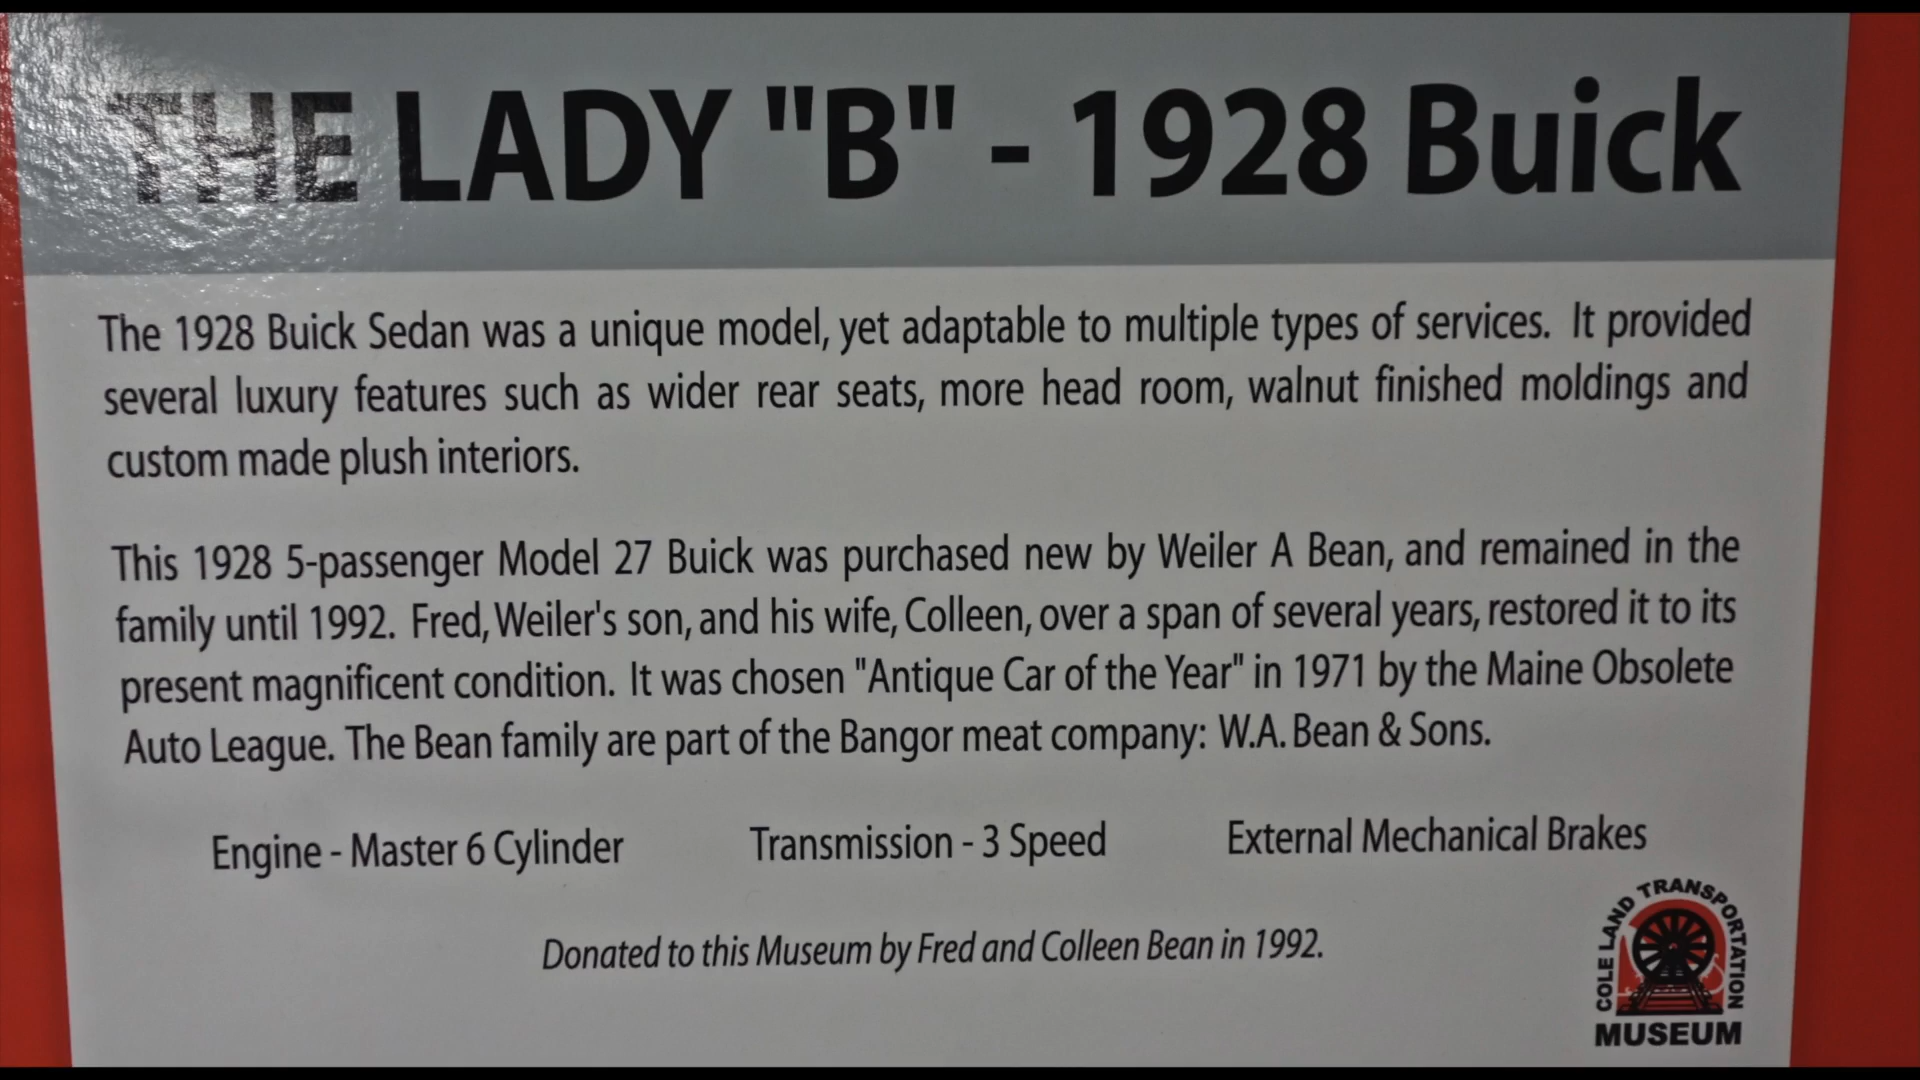 THE LADY "B" - 1928 Buick
The 1928 Buick Sedan was a unique model, yet adaptable to multiple types of services. It provided
several luxury features such as wider rear seats, more head room, walnut finished moldings and
custom made plush interiors.
This 1928 5-passenger Model 27 Buick was purchased new by Weiler A Bean, and remained in the
family until 1992. Fred, Weiler's son, and his wife, Colleen, over a span of several years, restored it to its
present magnificent condition. It was chosen "Antique Car of the Year" in 1971 by the Maine Obsolete
Auto League. The Bean family are part of the Bangor meat company: W.A. Bean & Sons.
Engine - Master 6 Cylinder Transmission - 3 Speed External Mechanical Brakes
Donated to this Museum by Fred and Colleen Bean in 1992.
COLE LAND TRANSPORTATION
MUSEUM